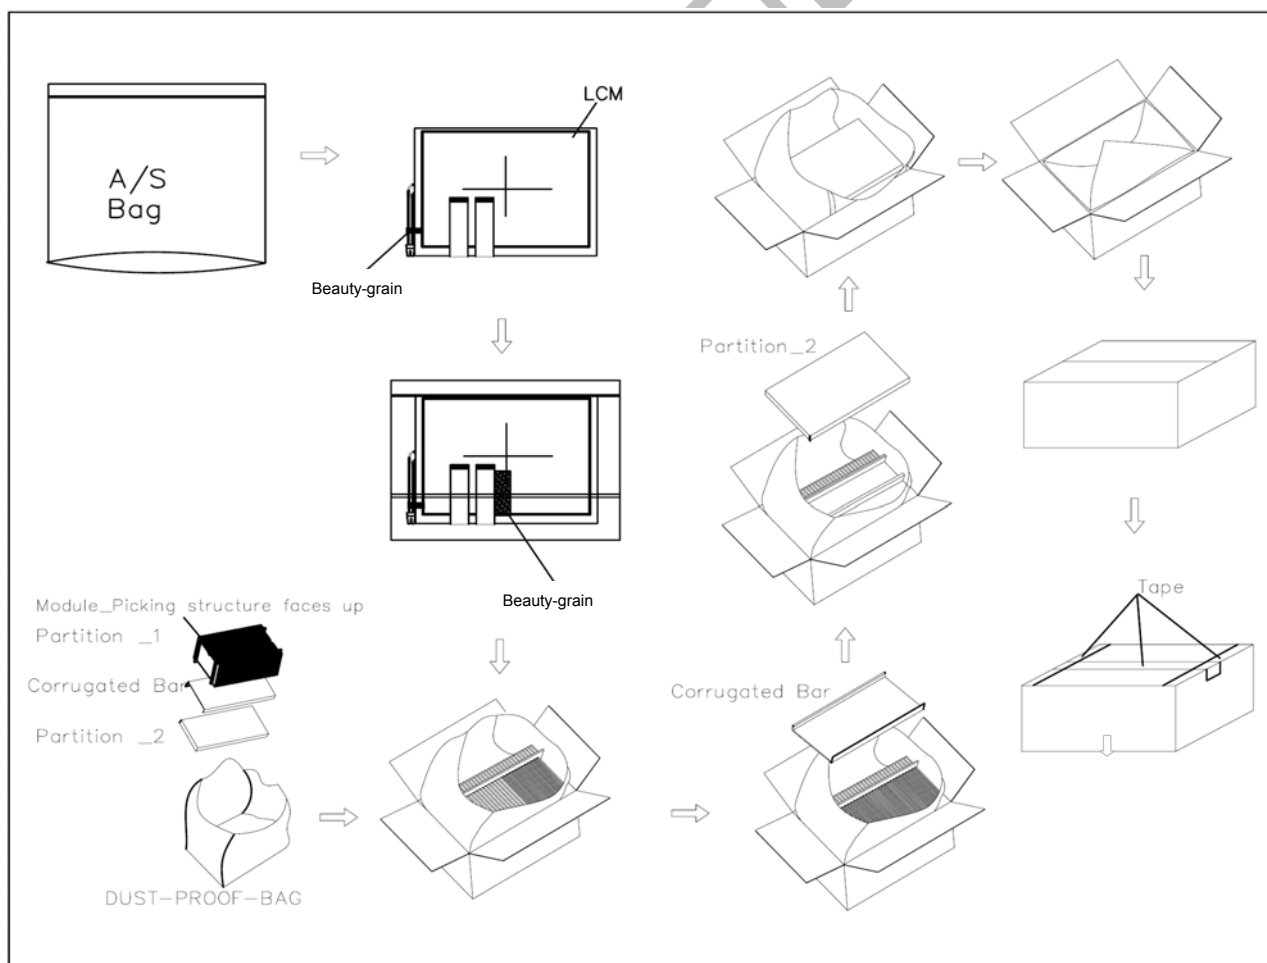 A/S
Bag
LCM
Beauty-grain
Beauty-grain
Module_Picking structure faces up
Partition _1
Corrugated Bar
Partition _2
DUST-PROOF-BAG
Corrugated Bar
Partition_2
Tape